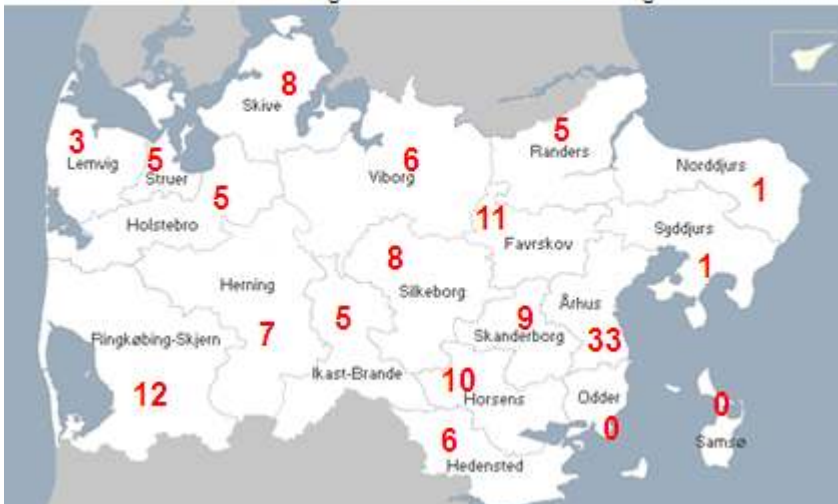 8
Skive
3
Lemvig
5
Struer
5
Holstebro
6
Viborg
5
Randers
Norddjurs
1
11
Favrskov
Syddjurs
1
Herning
7
8
Silkeborg
5
Ikast-Brande
9
Skanderborg
Århus
33
Ringkøbing-Skjern
12
10
Horsens
Odder
0
0
Samsø
6
Hedensted